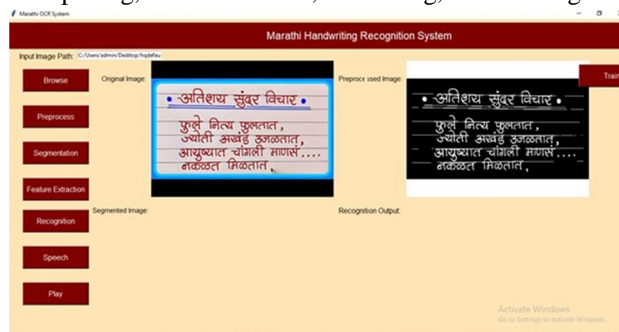 Marathi OCR System
Marathi Handwriting Recognition System
Input Image Path: C:/Users/admin/Desktop/hqdefau
Browse
Original Image:
Preprocessed Image:
Train
• अतिशय सुंदर विचार •
फुले नित्य फुलतात,
ज्योती अखंड उजळतात,
आयुष्यात चांगली माणसं....
नकळत मिळतात,
• अतिशय सुंदर विचार •
फुले नित्य फुलतात,
ज्योती अखंड उजळतात,
आयुष्यात चांगली माणसं....
नकळत मिळतात,
Preprocess
Segmentation
Feature Extraction
Recognition
Speech
Play
Segmented Image:
Recognition Output:
Activate Windows
Go to Settings to activate Windows.